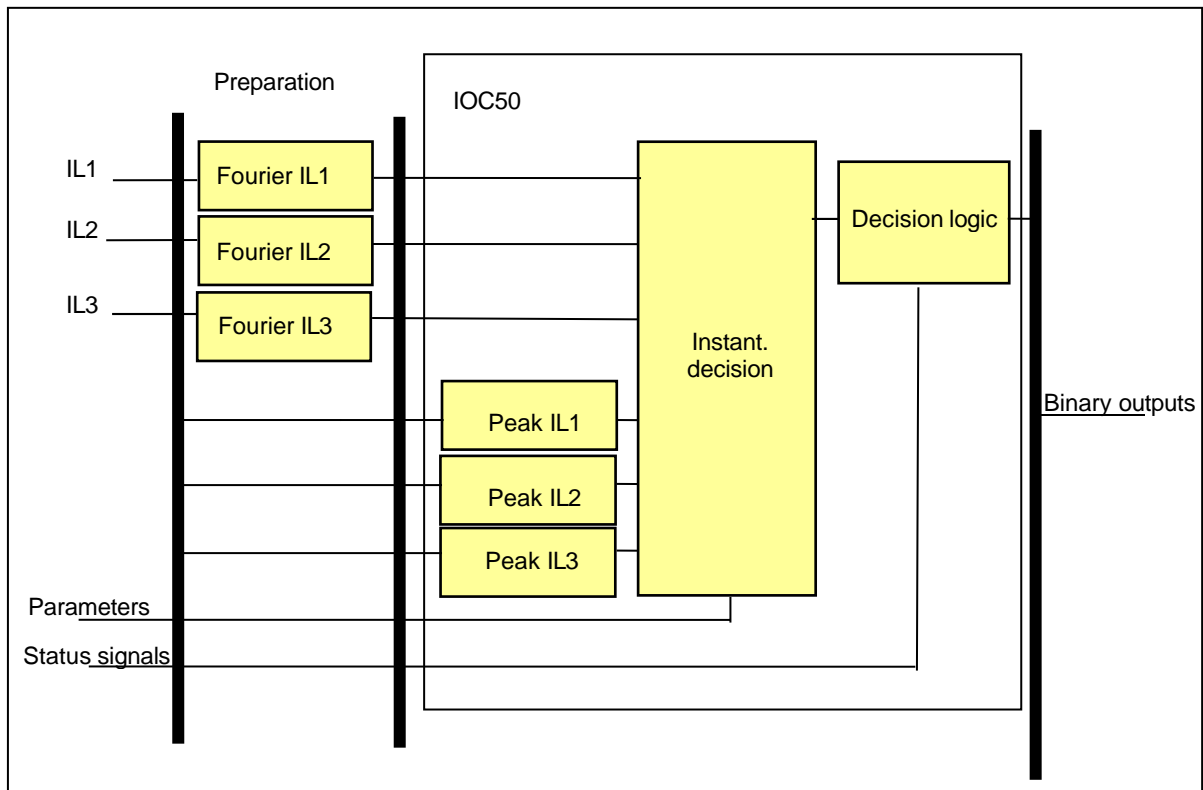 Preparation
IOC50
IL1
Fourier IL1
IL2
Fourier IL2
Decision logic
IL3
Fourier IL3
Instant.
decision
Peak IL1
Binary outputs
Peak IL2
Peak IL3
Parameters
Status signals